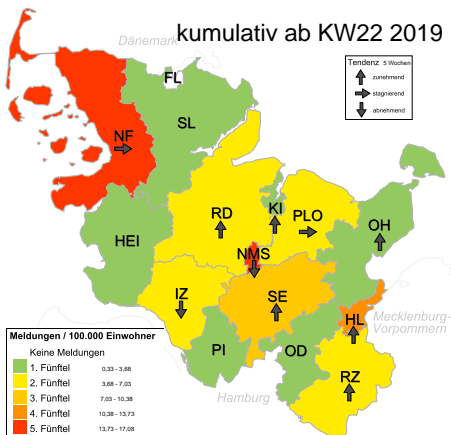 kumulativ ab KW22 2019
Dänemark
Tendenz 5 Wochen
zunehmend
stagnierend
abnehmend
FL
SL
NF
RD
KI
PLO
OH
HEI
NMS
IZ
SE
HL
Mecklenburg-
Vorpommern
PI
OD
RZ
Hamburg
Meldungen / 100.000 Einwohner
Keine Meldungen
1. Fünftel 0,33 - 3,68
2. Fünftel 3,68 - 7,03
3. Fünftel 7,03 - 10,38
4. Fünftel 10,38 - 13,73
5. Fünftel 13,73 - 17,08